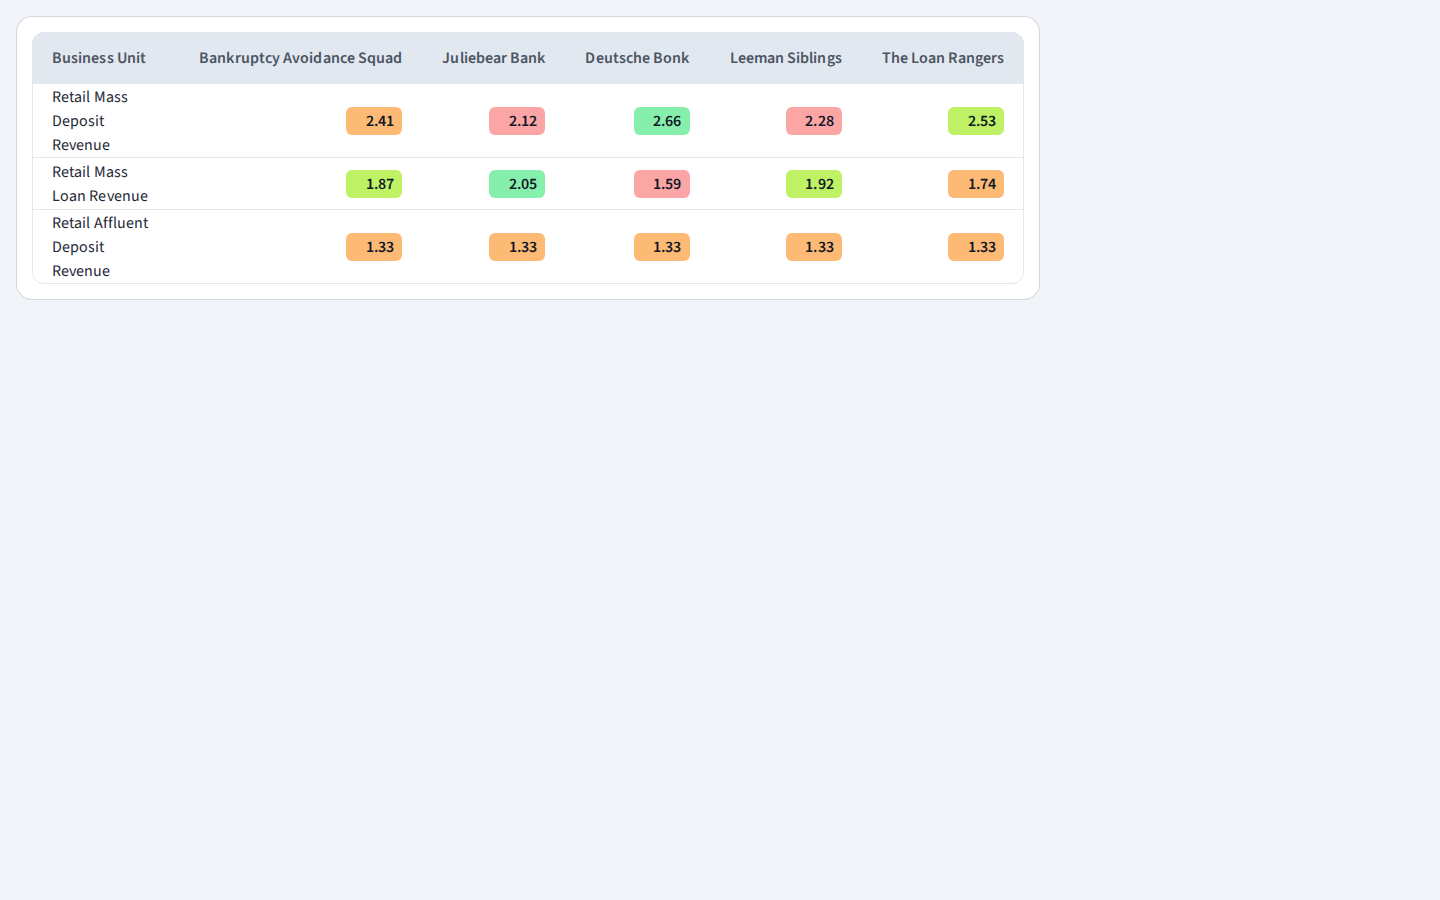 Business Unit Bankruptcy Avoidance Squad Juliebear Bank Deutsche Bonk Leeman Siblings The Loan Rangers
Retail Mass
Deposit 2.41 2.12 2.66 2.28 2.53
Revenue
Retail Mass
Loan Revenue 1.87 2.05 1.59 1.92 1.74
Retail Affluent
Deposit 1.33 1.33 1.33 1.33 1.33
Revenue